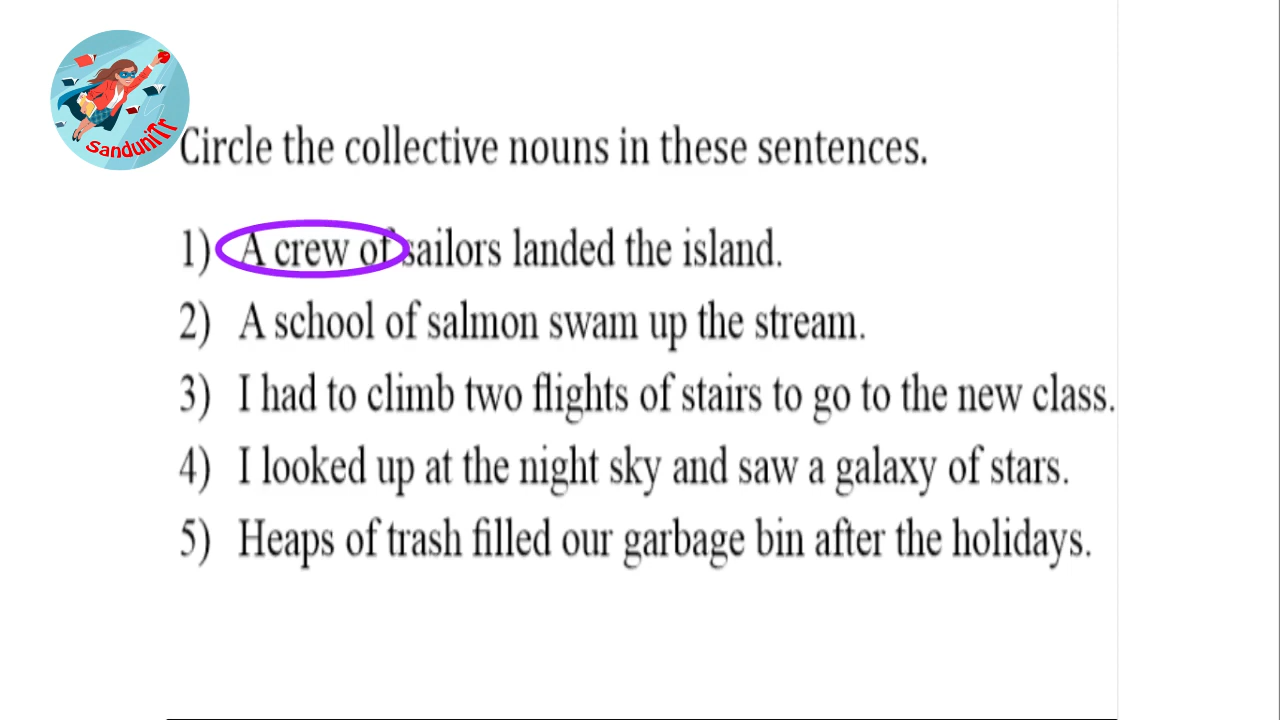 sanduniTr
Circle the collective nouns in these sentences.
1) A crew of sailors landed the island.
2) A school of salmon swam up the stream.
3) I had to climb two flights of stairs to go to the new class.
4) I looked up at the night sky and saw a galaxy of stars.
5) Heaps of trash filled our garbage bin after the holidays.